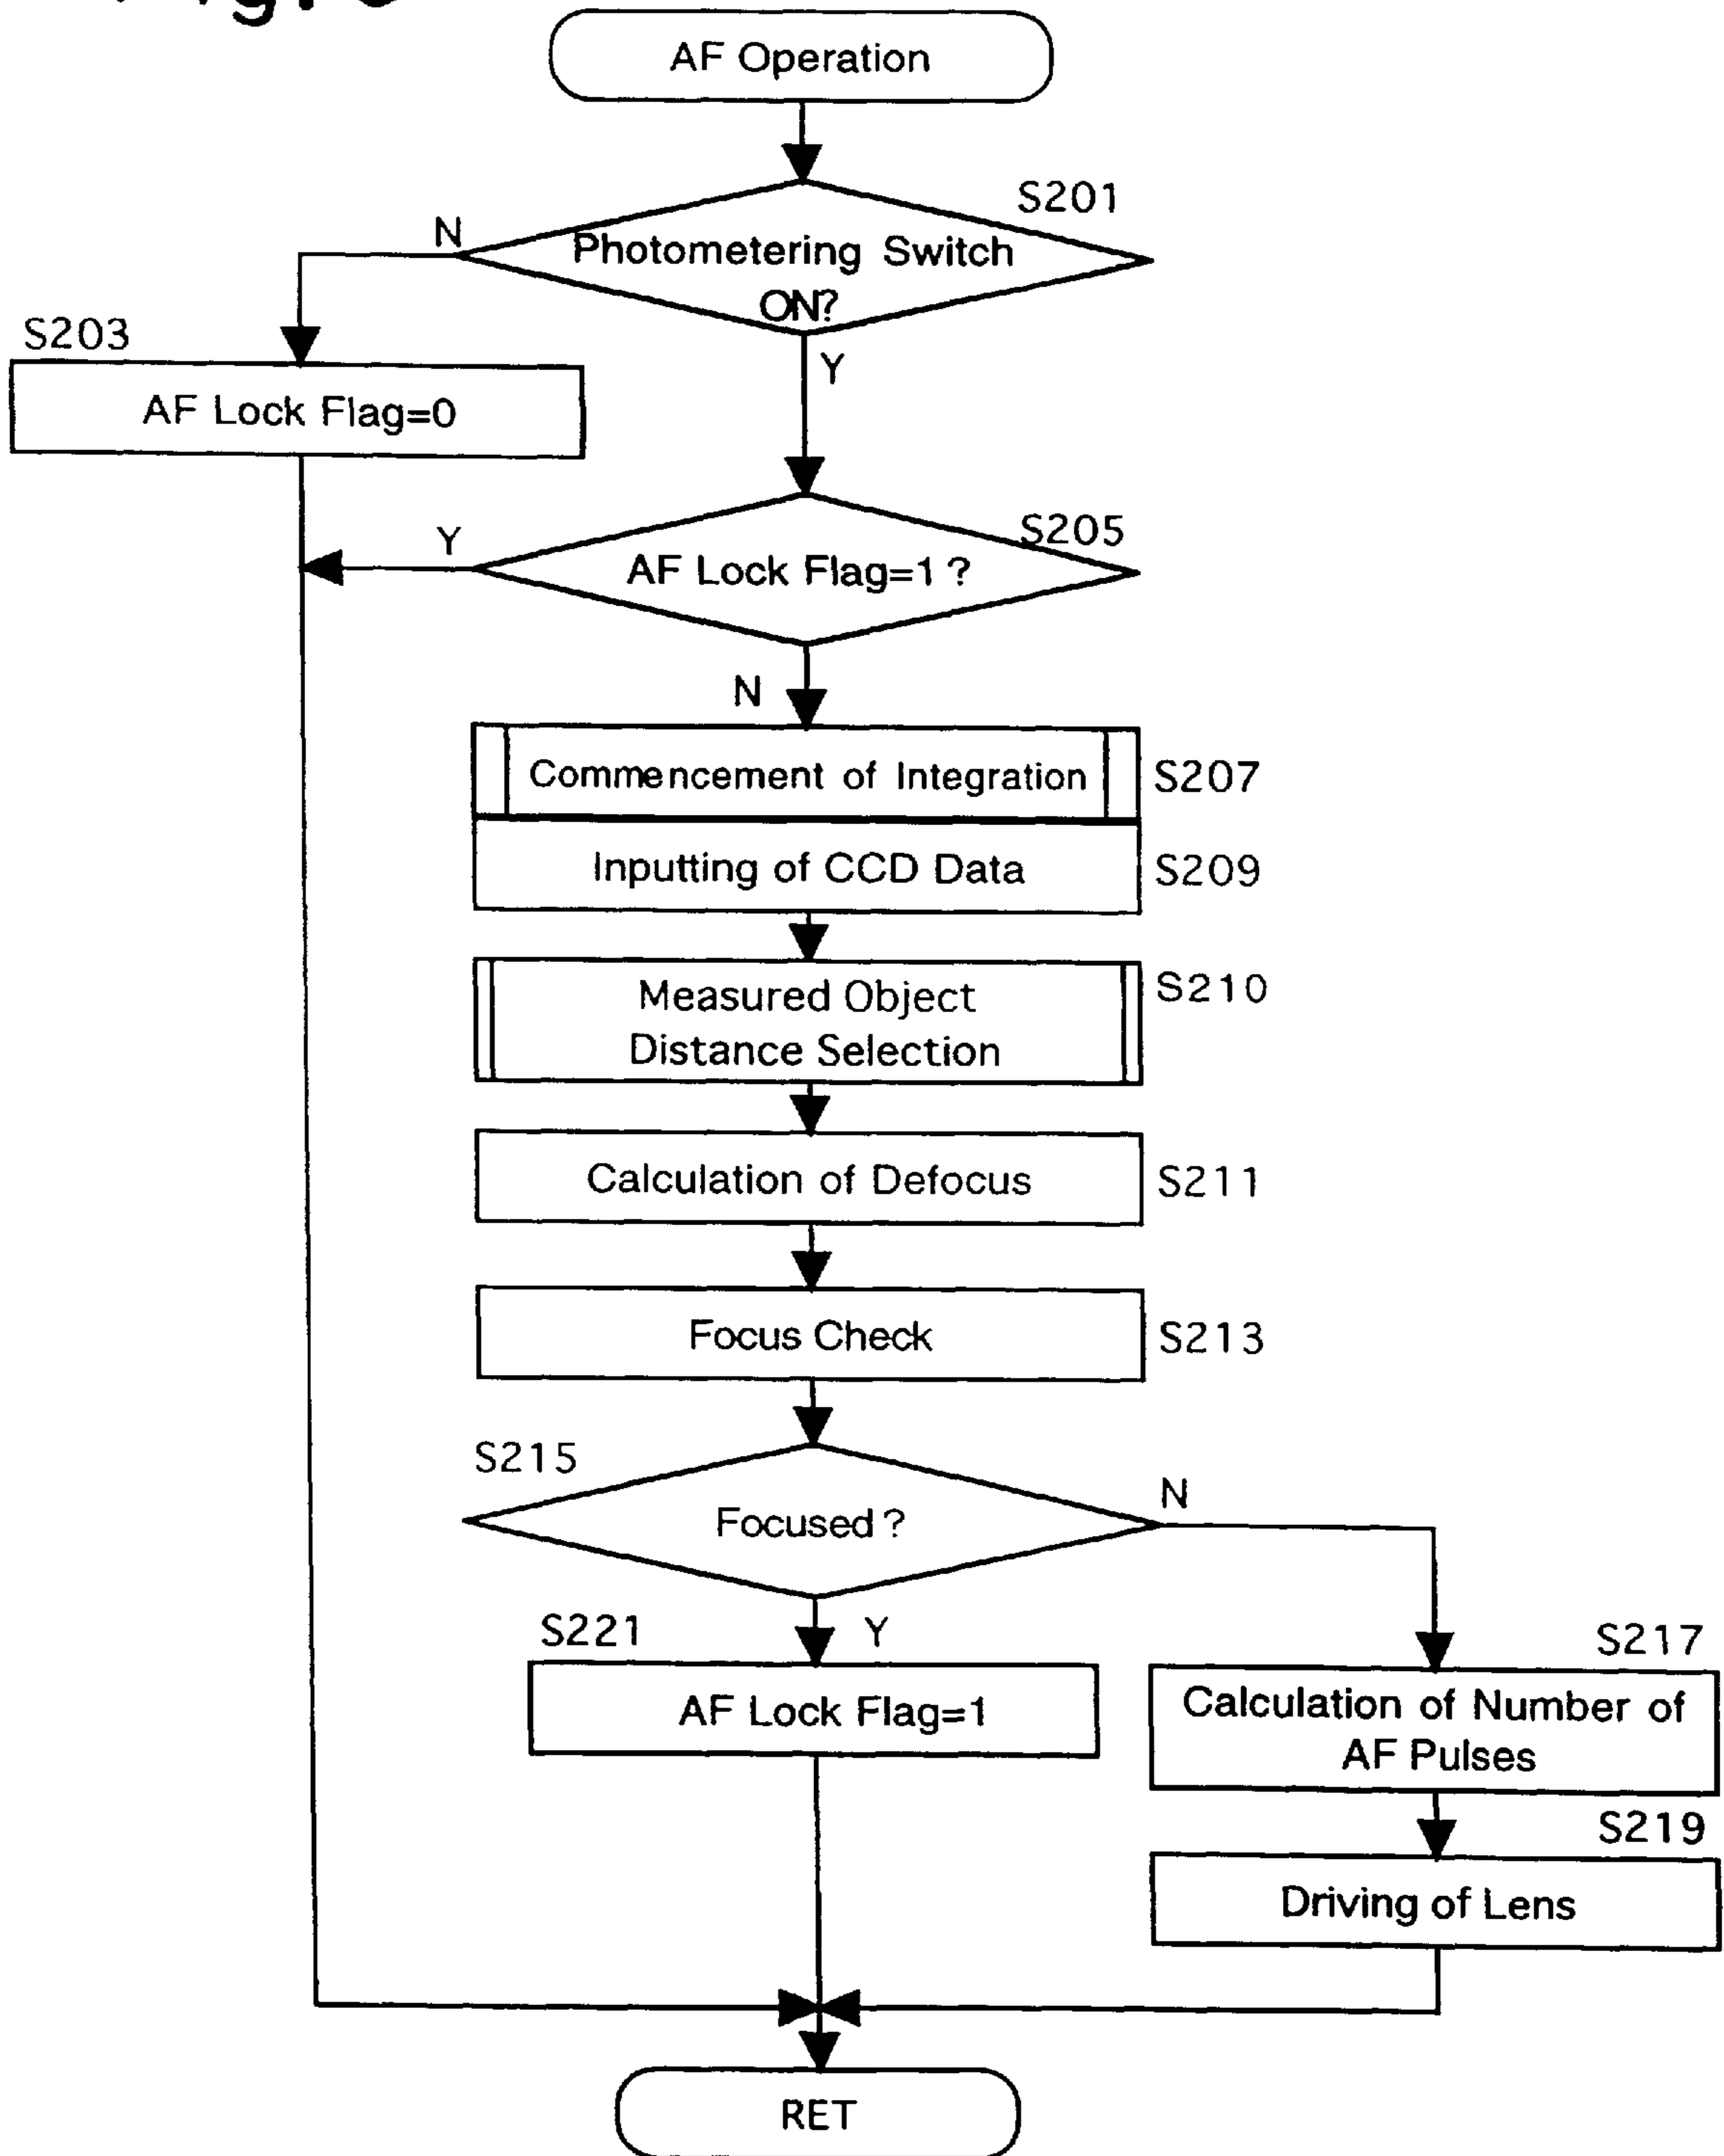 AF Operation
S201
N
Photometering Switch
ON?
S203
Y
AF Lock Flag=0
S205
Y
AF Lock Flag=1 ?
N
Commencement of Integration
S207
Inputting of CCD Data
S209
Measured Object
Distance Selection
S210
Calculation of Defocus
S211
Focus Check
S213
S215
N
Focused ?
S221
Y
S217
AF Lock Flag=1
Calculation of Number of
AF Pulses
S219
Driving of Lens
RET